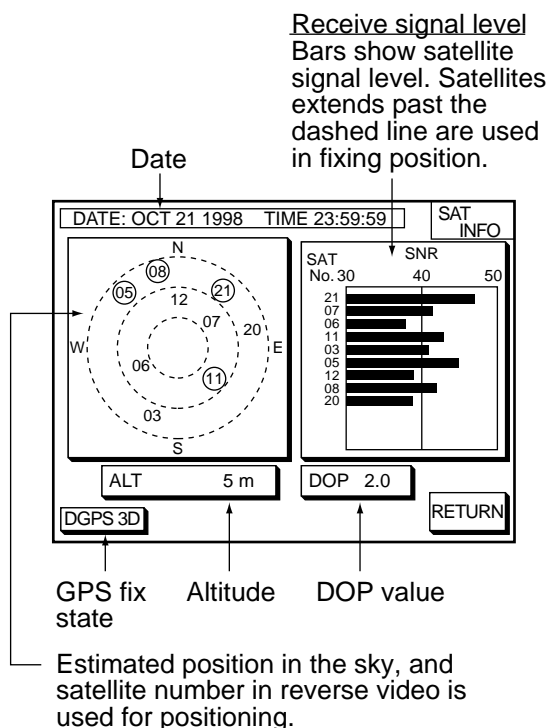 Receive signal level
Bars show satellite
signal level. Satellites
extends past the
dashed line are used
in fixing position.
Date
DATE: OCT 21 1998 TIME 23:59:59
SAT
INFO
N
08
05
21
12
07
20
W
E
06
11
03
S
SNR
SAT
No. 30 40 50
21
07
06
11
03
05
12
08
20
ALT 5 m
DOP 2.0
DGPS 3D
RETURN
GPS fix
state
Altitude
DOP value
Estimated position in the sky, and
satellite number in reverse video is
used for positioning.